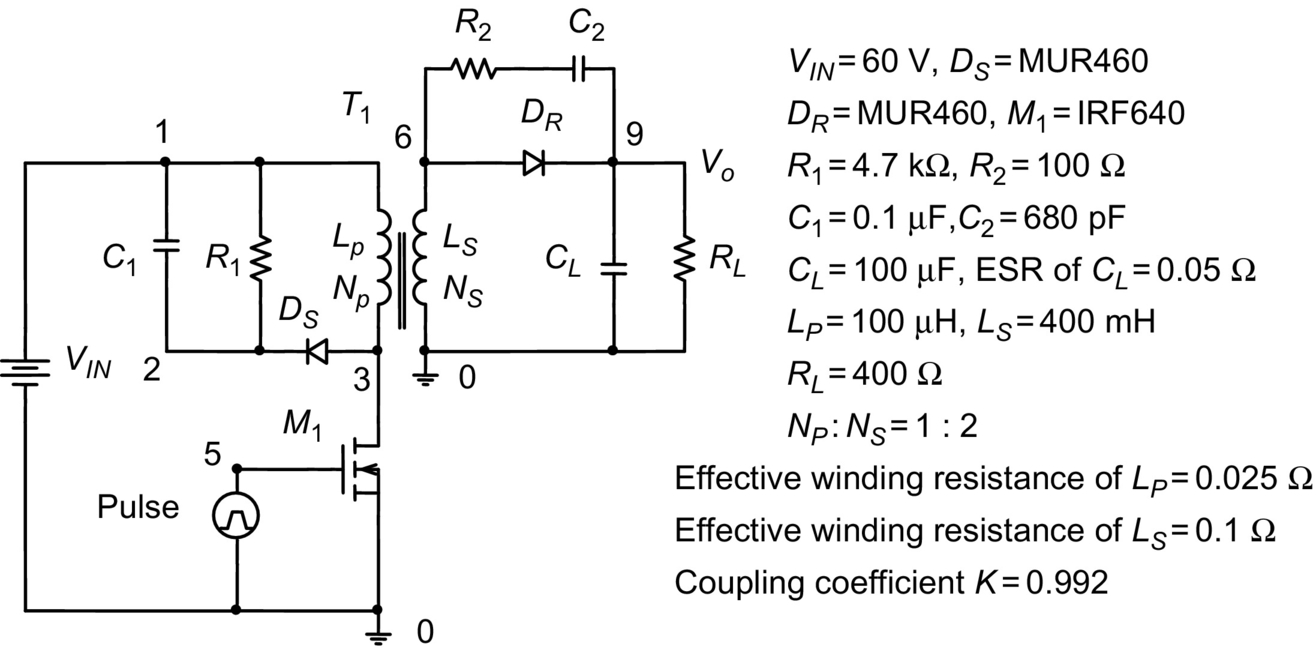 R2 C2
T1
DR
1
6
9
Vo
C1
R1
Lp
Np
LS
NS
CL
RL
DS
VIN
2
3
0
M1
5
Pulse
0
VIN=60 V, DS=MUR460
DR=MUR460, M1=IRF640
R1=4.7 kΩ, R2=100 Ω
C1=0.1 μF,C2=680 pF
CL=100 μF, ESR of CL=0.05 Ω
LP=100 μH, LS=400 mH
RL=400 Ω
NP:NS=1 : 2
Effective winding resistance of LP=0.025 Ω
Effective winding resistance of LS=0.1 Ω
Coupling coefficient K=0.992